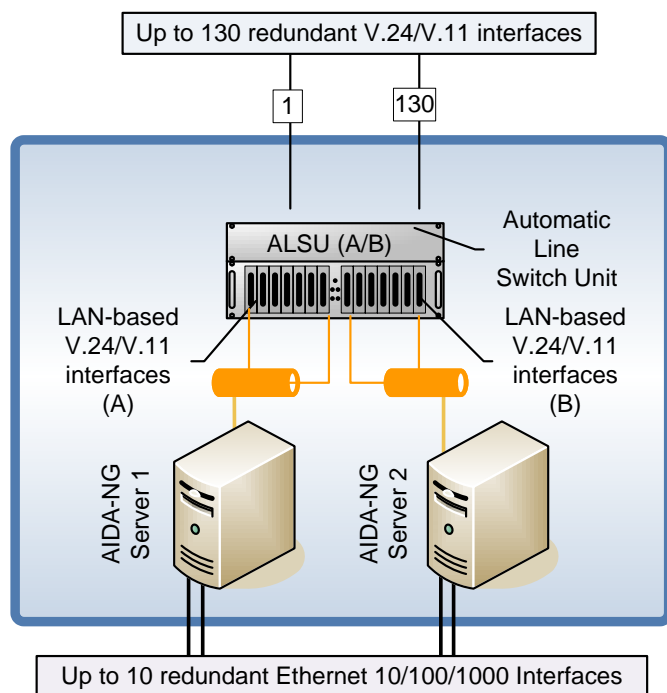 Up to 130 redundant V.24/V.11 interfaces
1
130
ALSU (A/B)
Automatic
Line
Switch Unit
LAN-based
V.24/V.11
interfaces
(A)
LAN-based
V.24/V.11
interfaces
(B)
AIDA-NG
Server 1
AIDA-NG
Server 2
Up to 10 redundant Ethernet 10/100/1000 Interfaces